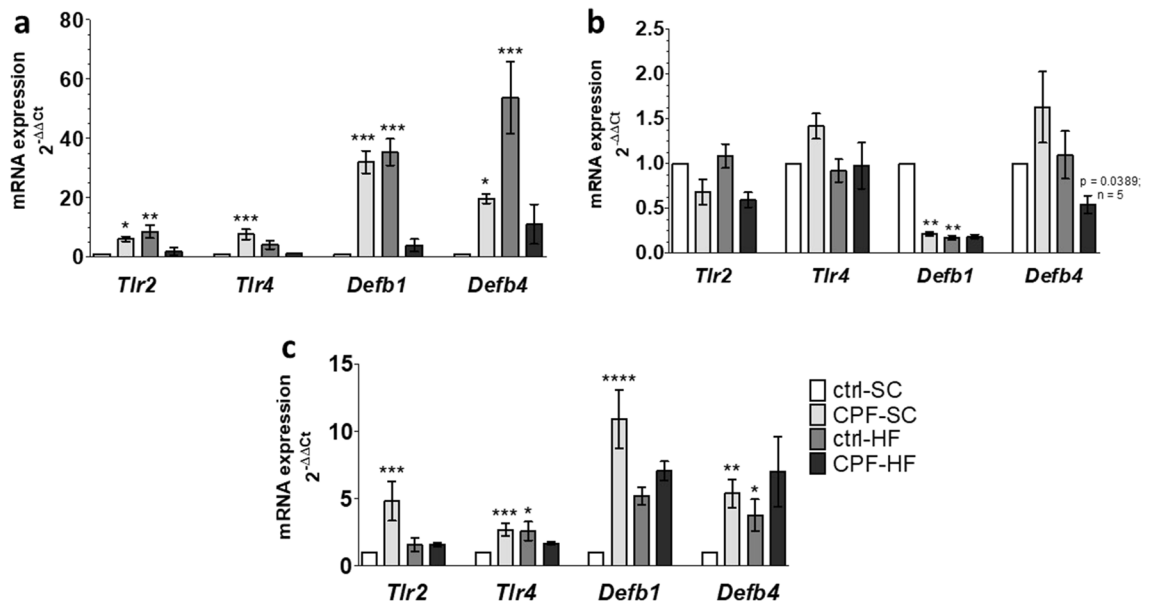 a
mRNA expression
2-ΔΔCt
80
60
40
20
0
*
**
***
***
***
*
***
Tlr2 Tlr4 Defb1 Defb4
b
mRNA expression
2-ΔΔCt
2.5
2.0
1.5
1.0
0.5
0.0
** **
p = 0.0389;
n = 5
Tlr2 Tlr4 Defb1 Defb4
c
mRNA expression
2-ΔΔCt
15
10
5
0
***
*** *
****
**
*
Tlr2 Tlr4 Defb1 Defb4
ctrl-SC
CPF-SC
ctrl-HF
CPF-HF